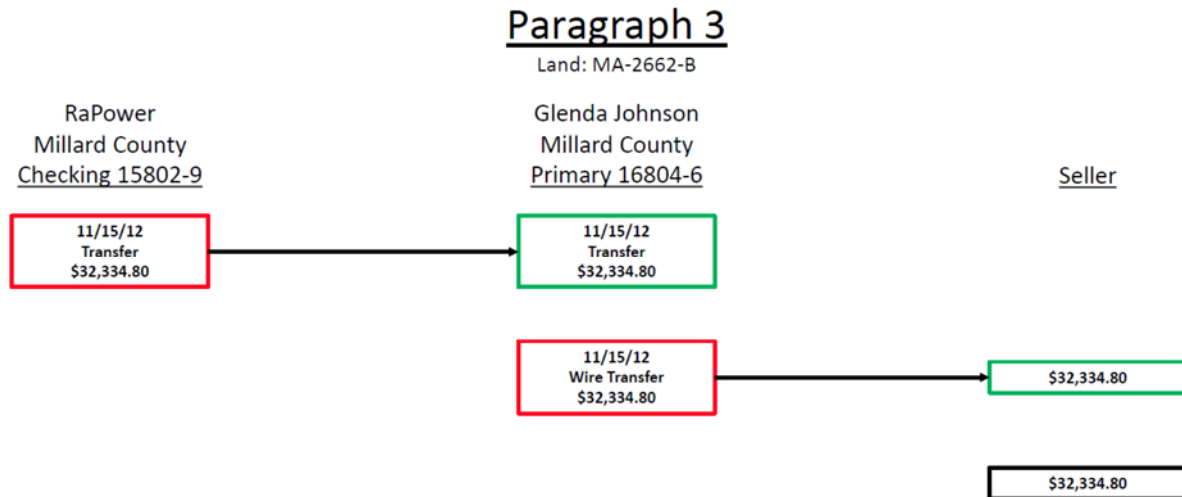 Paragraph 3
Land: MA-2662-B
RaPower
Millard County
Checking 15802-9
Glenda Johnson
Millard County
Primary 16804-6
Seller
11/15/12
Transfer
$32,334.80
11/15/12
Transfer
$32,334.80
11/15/12
Wire Transfer
$32,334.80
$32,334.80
$32,334.80